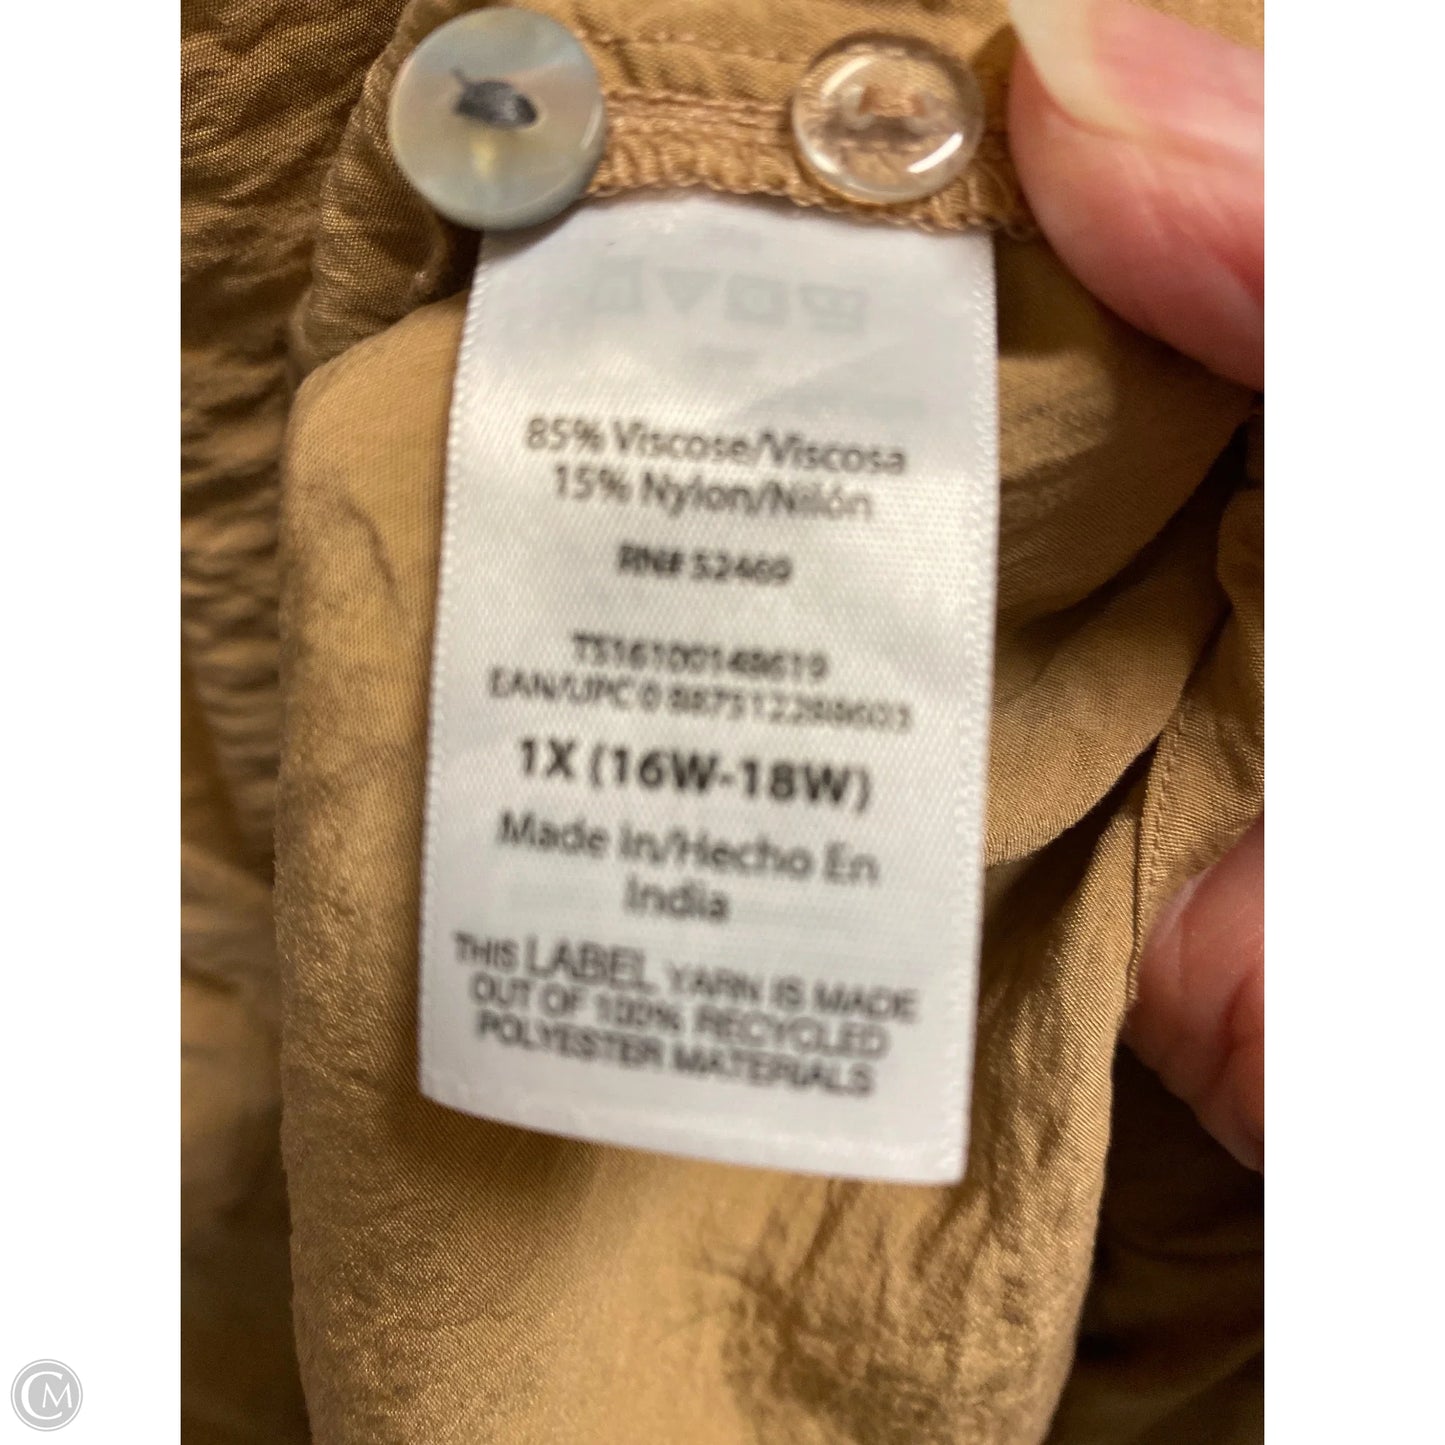 85% Viscose/Viscosa
15% Nylon/Nilón
RN# 52469
TS16100148619
EAN/UPC 0 887512288603
1X (16W-18W)
Made In/Hecho En
India
THIS LABEL YARN IS MADE
OUT OF 100% RECYCLED
POLYESTER MATERIALS
CM